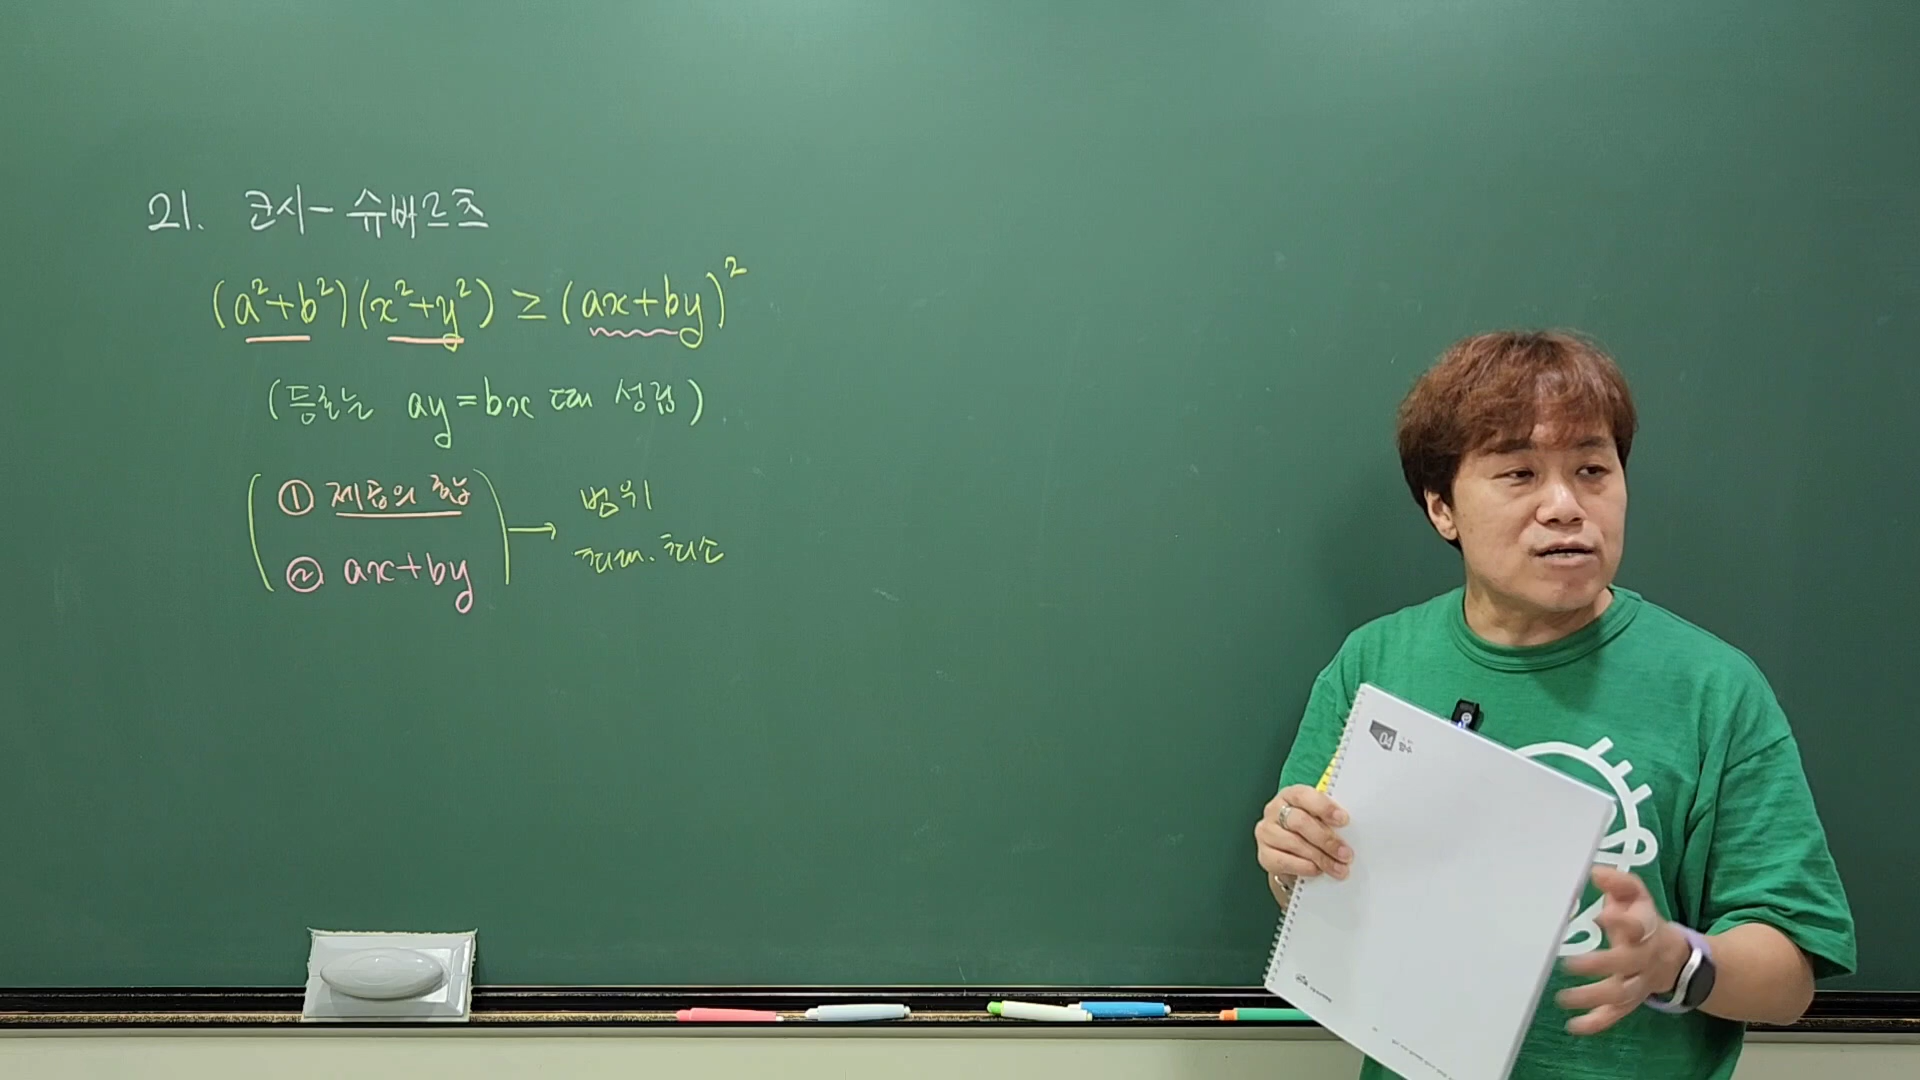 21. 코시-슈바르츠
(a²+b²)(x²+y²) ≥ (ax+by)²
(등호는 ay=bx 때 성립)
① 제곱의 합
② ax+by
→ 범위
최대. 최소
04